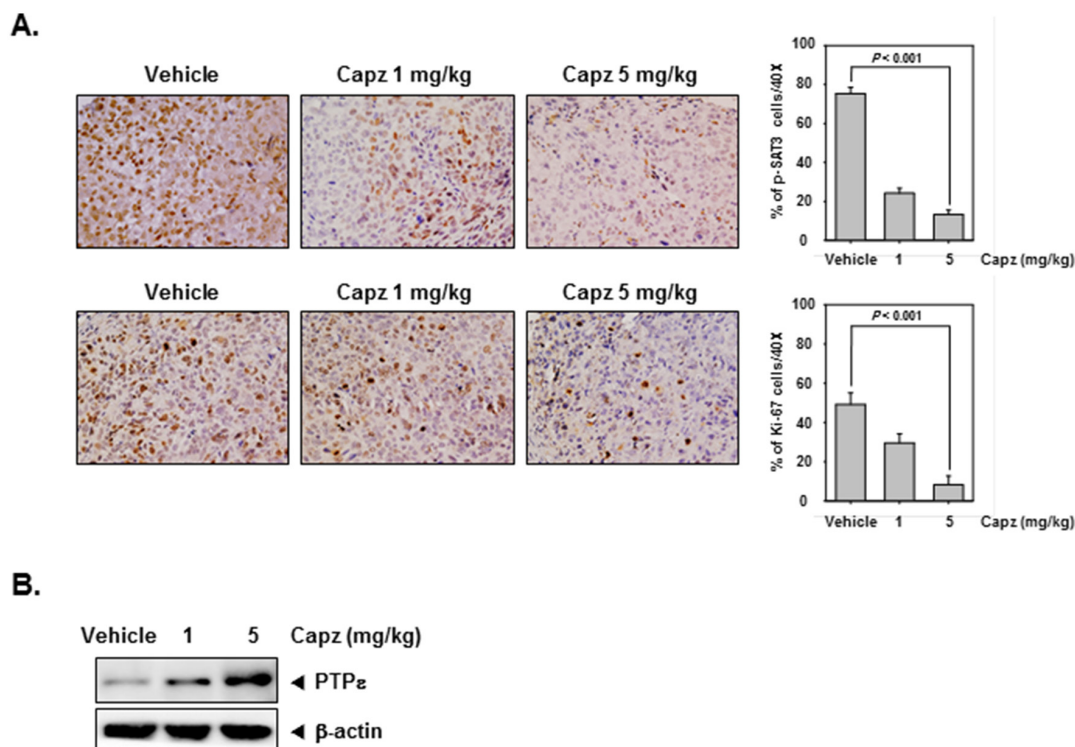 A.
Vehicle Capz 1 mg/kg Capz 5 mg/kg
% of p-SAT3 cells/40X
100
80
60
40
20
0
P < 0.001
Vehicle 1 5 Capz (mg/kg)
Vehicle Capz 1 mg/kg Capz 5 mg/kg
% of Ki-67 cells/40X
100
80
60
40
20
0
P < 0.001
Vehicle 1 5 Capz (mg/kg)
B.
Vehicle 1 5 Capz (mg/kg)
◄ PTPε
◄ β-actin